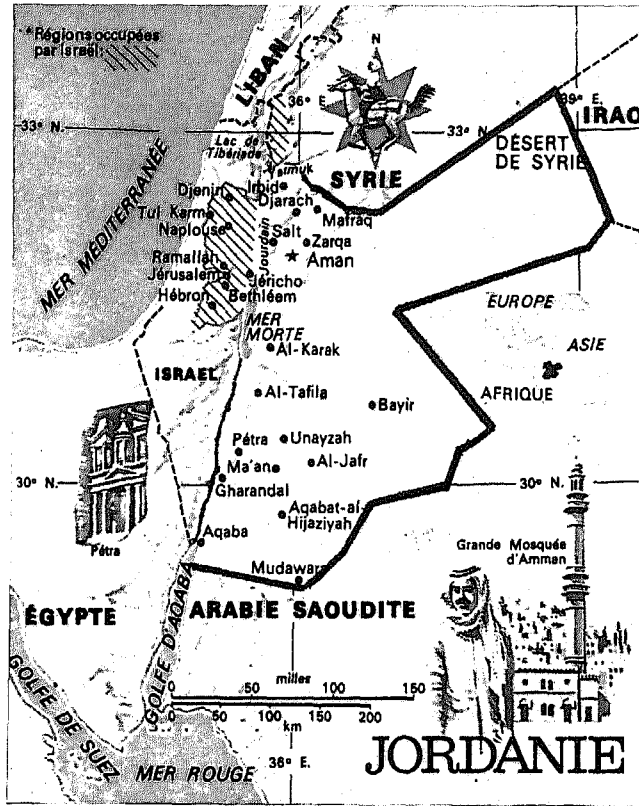 *Régions occupées
par Israël:
LIBAN
N
36° E.
39° E.
IRAQ
33° N.
33° N.
Lac de
Tibériade
DÉSERT
DE SYRIE
MER MÉDITERRANÉE
Yarmuk
SYRIE
Djenin
Irbid
Djarach
Tul Karm
Mafraq
Naplouse
Salt
Zarqa
Jourdain
Aman
Ramallah
Jérusalem
Jéricho
Bethléem
Hébron
MER
MORTE
EUROPE
ASIE
AFRIQUE
Al-Karak
ISRAEL
Al-Tafila
Bayir
Pétra
Unayzah
Ma'an
Al-Jafr
30° N.
30° N.
Gharandal
Aqabat-al-
Hijaziyah
Aqaba
Pétra
Grande Mosquée
d'Amman
Mudawara
ÉGYPTE
ARABIE SAOUDITE
GOLFE D'AQABA
GOLFE DE SUEZ
0 50 100 150
milles
0 50 100 150 200
km
JORDANIE
MER ROUGE
36° E.